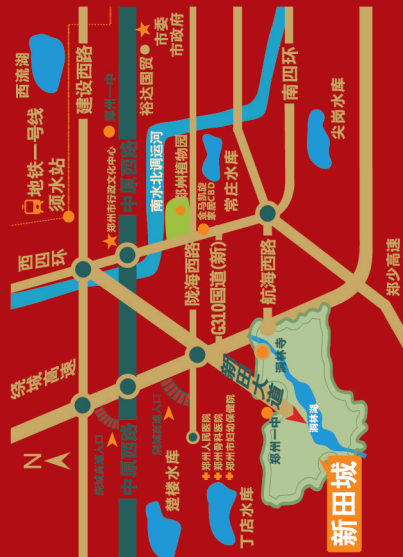 西流湖
建设西路
地铁一号线
须水站
郑州一中
中原西路
裕达国贸
市委
市政府
郑州市行政文化中心
南水北调运河
郑州植物园
金马凯旋
家居CBD
常庄水库
南四环
尖岗水库
西四环
陇海西路
G310国道(新)
航海西路
郑少高速
绕城高速
N
中原西路
新田大道
洞林寺
洞林湖
郑州一中
郑州人民医院
郑州骨科医院
郑州市妇幼保健院
楚楼水库
丁店水库
新田城